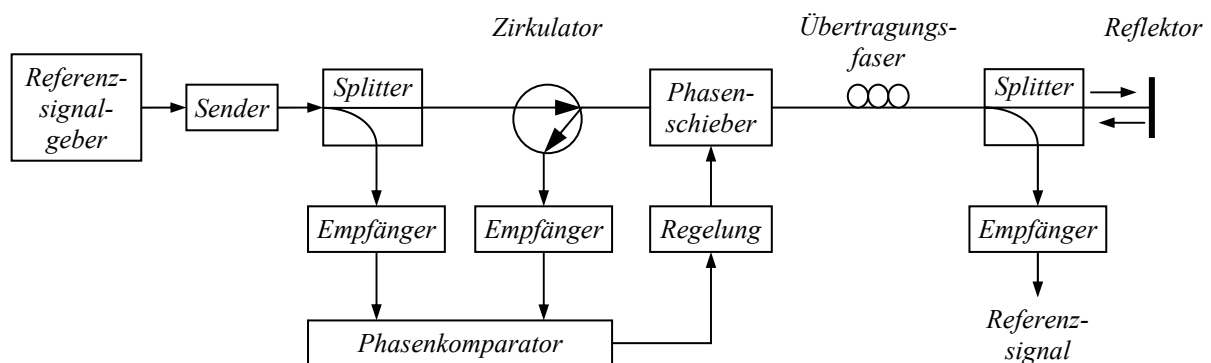 Zirkulator
Übertragungs-
faser
Reflektor
Referenz-
signal-
geber
Sender
Splitter
Phasen-
schieber
Splitter
Empfänger
Empfänger
Regelung
Empfänger
Phasenkomparator
Referenz-
signal